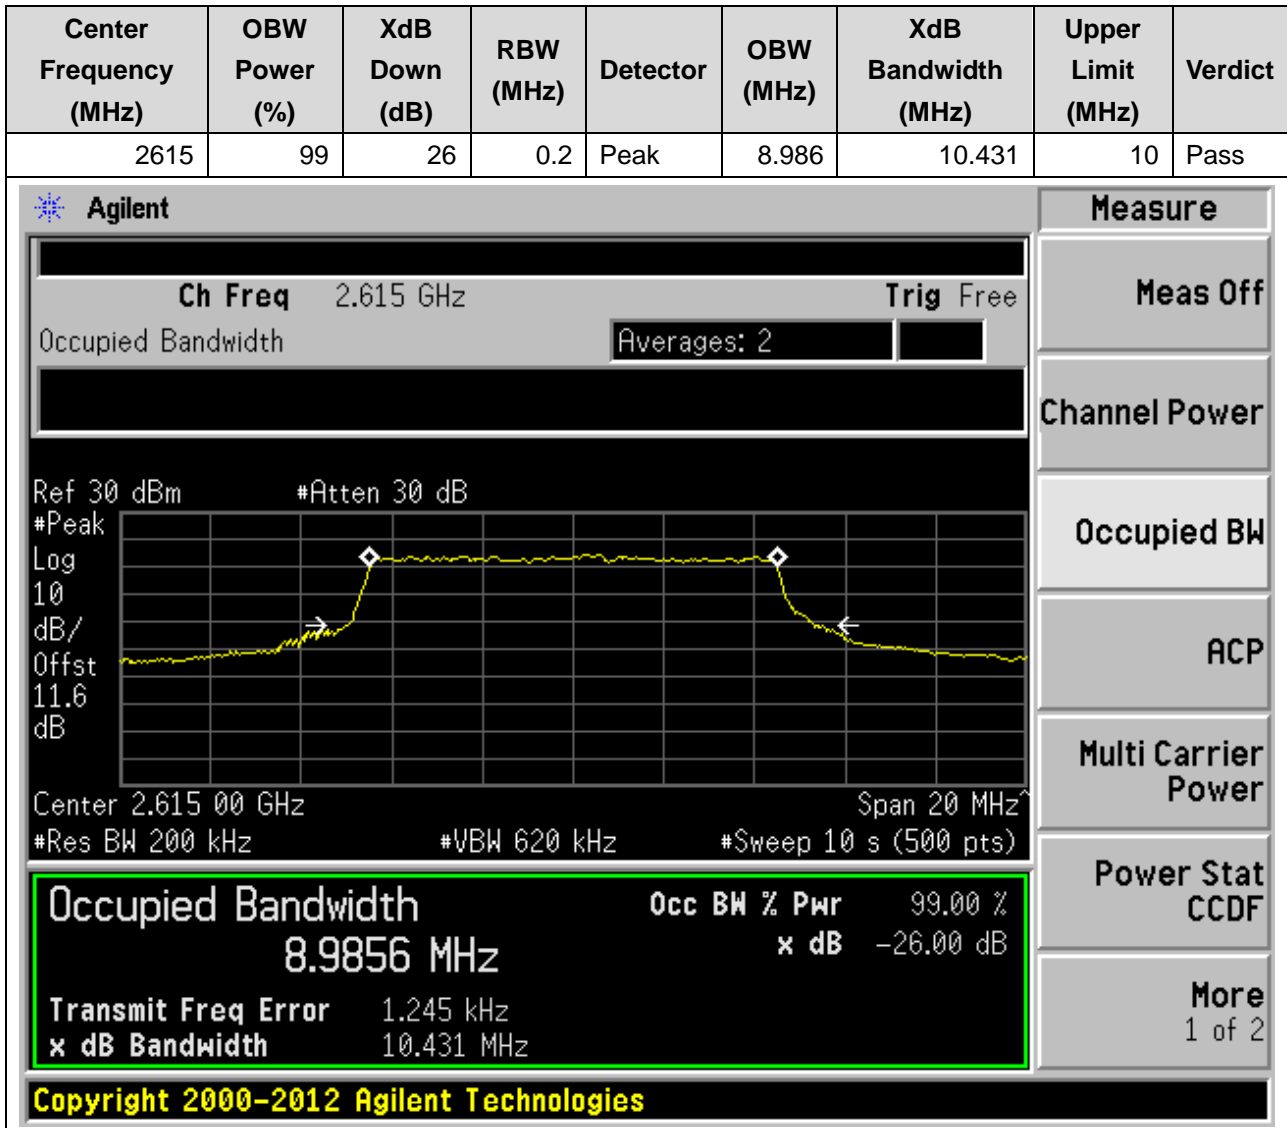 Center Frequency (MHz) OBW Power (%) XdB Down (dB) RBW (MHz) Detector OBW (MHz) XdB Bandwidth (MHz) Upper Limit (MHz) Verdict
2615 99 26 0.2 Peak 8.986 10.431 10 Pass
Agilent
Measure
Ch Freq 2.615 GHz Trig Free
Meas Off
Occupied Bandwidth Averages: 2
Channel Power
Ref 30 dBm #Atten 30 dB
#Peak
Log
10
dB/
Offst
11.6
dB
Occupied BW
ACP
Multi Carrier
Power
Center 2.615 00 GHz Span 20 MHz^
#Res BW 200 kHz #VBW 620 kHz #Sweep 10 s (500 pts)
Occupied Bandwidth Occ BW % Pwr 99.00 %
8.9856 MHz x dB -26.00 dB
Power Stat
CCDF
Transmit Freq Error 1.245 kHz
x dB Bandwidth 10.431 MHz
More
1 of 2
Copyright 2000-2012 Agilent Technologies